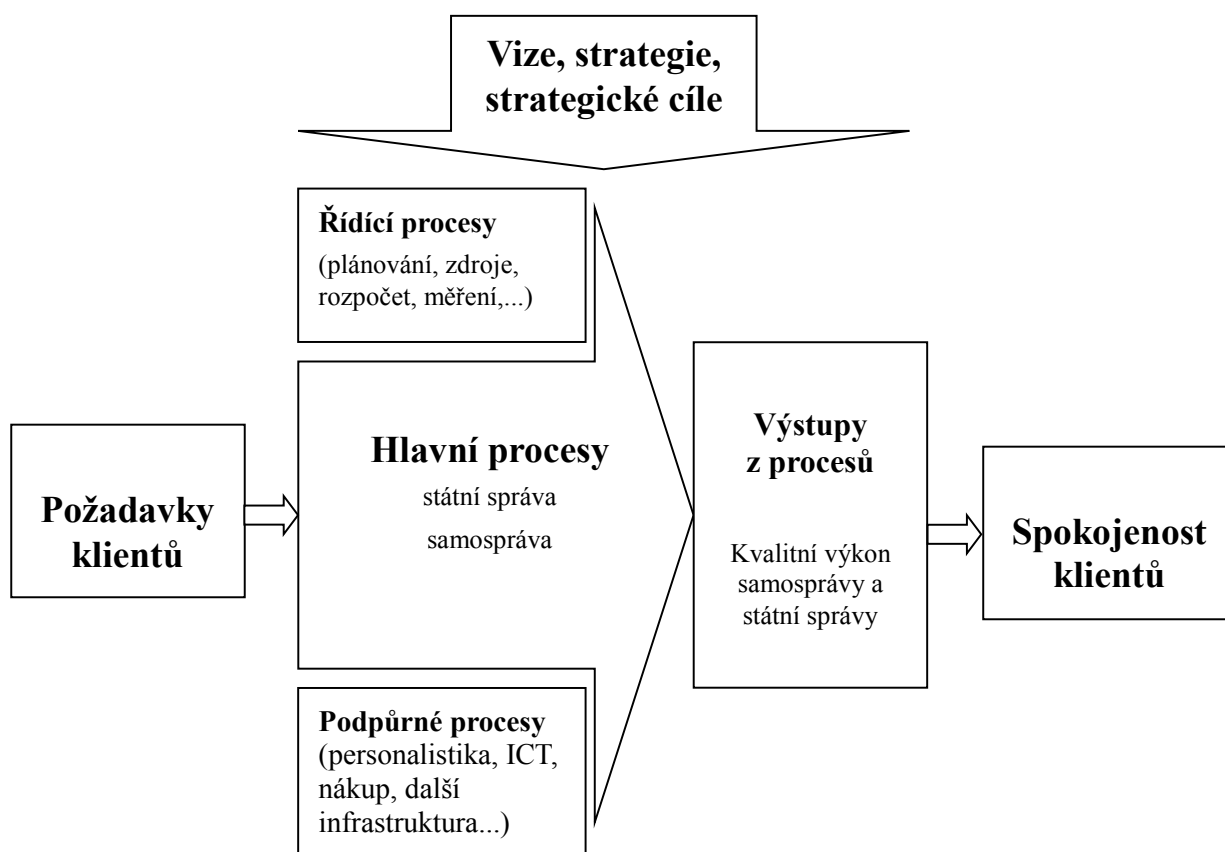 Vize, strategie,
strategické cíle
Řídící procesy
(plánování, zdroje,
rozpočet, měření,...)
Požadavky
klientů
Hlavní procesy
státní správa
samospráva
Podpůrné procesy
(personalistika, ICT,
nákup, další
infrastruktura...)
Výstupy
z procesů
Kvalitní výkon
samosprávy a
státní správy
Spokojenost
klientů